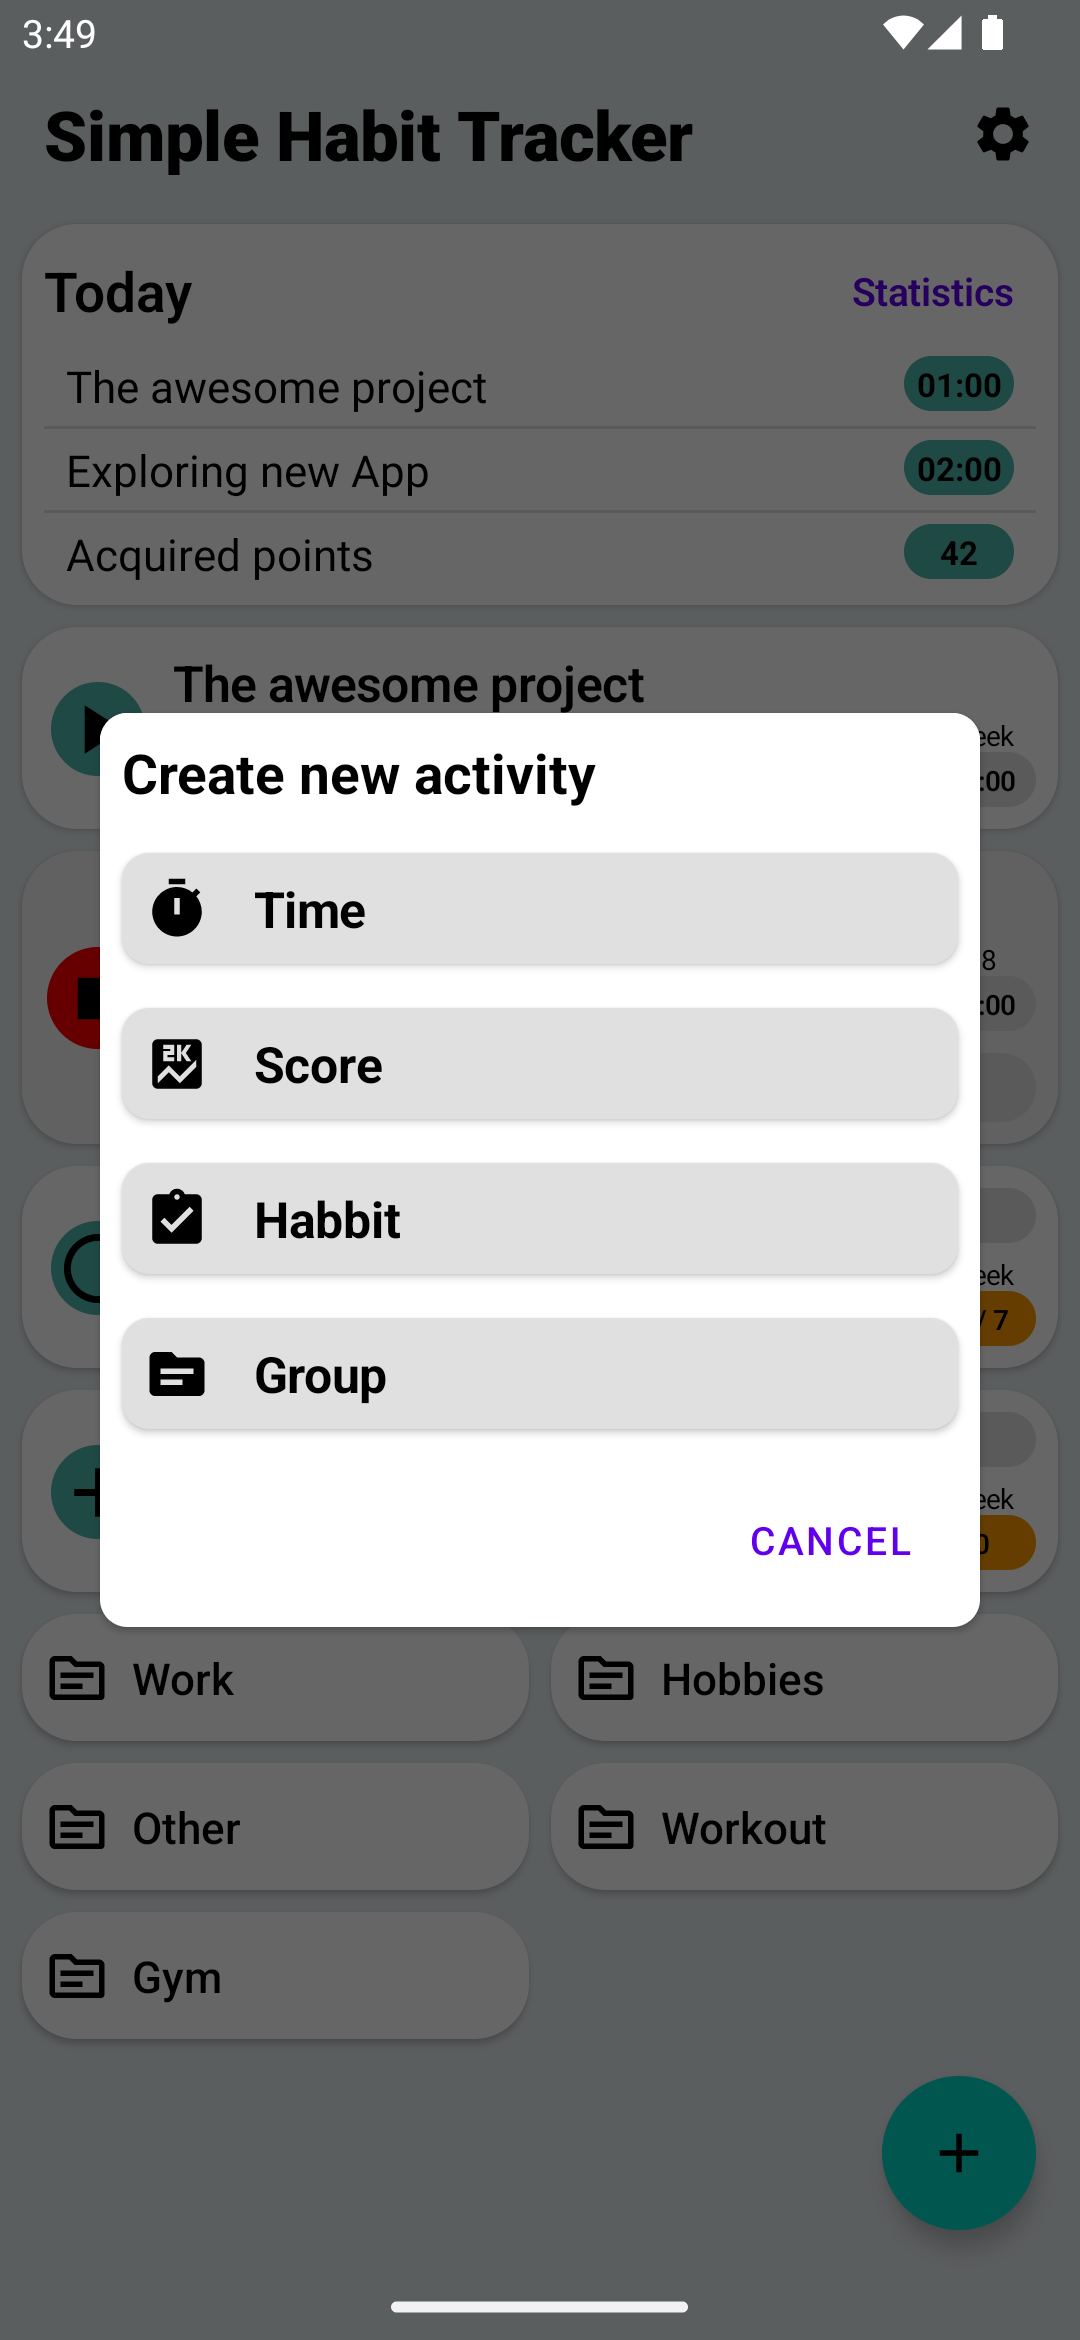 3:49
Simple Habit Tracker
Today
Statistics
The awesome project
01:00
Exploring new App
02:00
Acquired points
42
The awesome project
eek
:00
Create new activity
Time
8
:00
2K
Score
Habbit
eek
/ 7
Group
eek
0
CANCEL
Work
Hobbies
Other
Workout
Gym